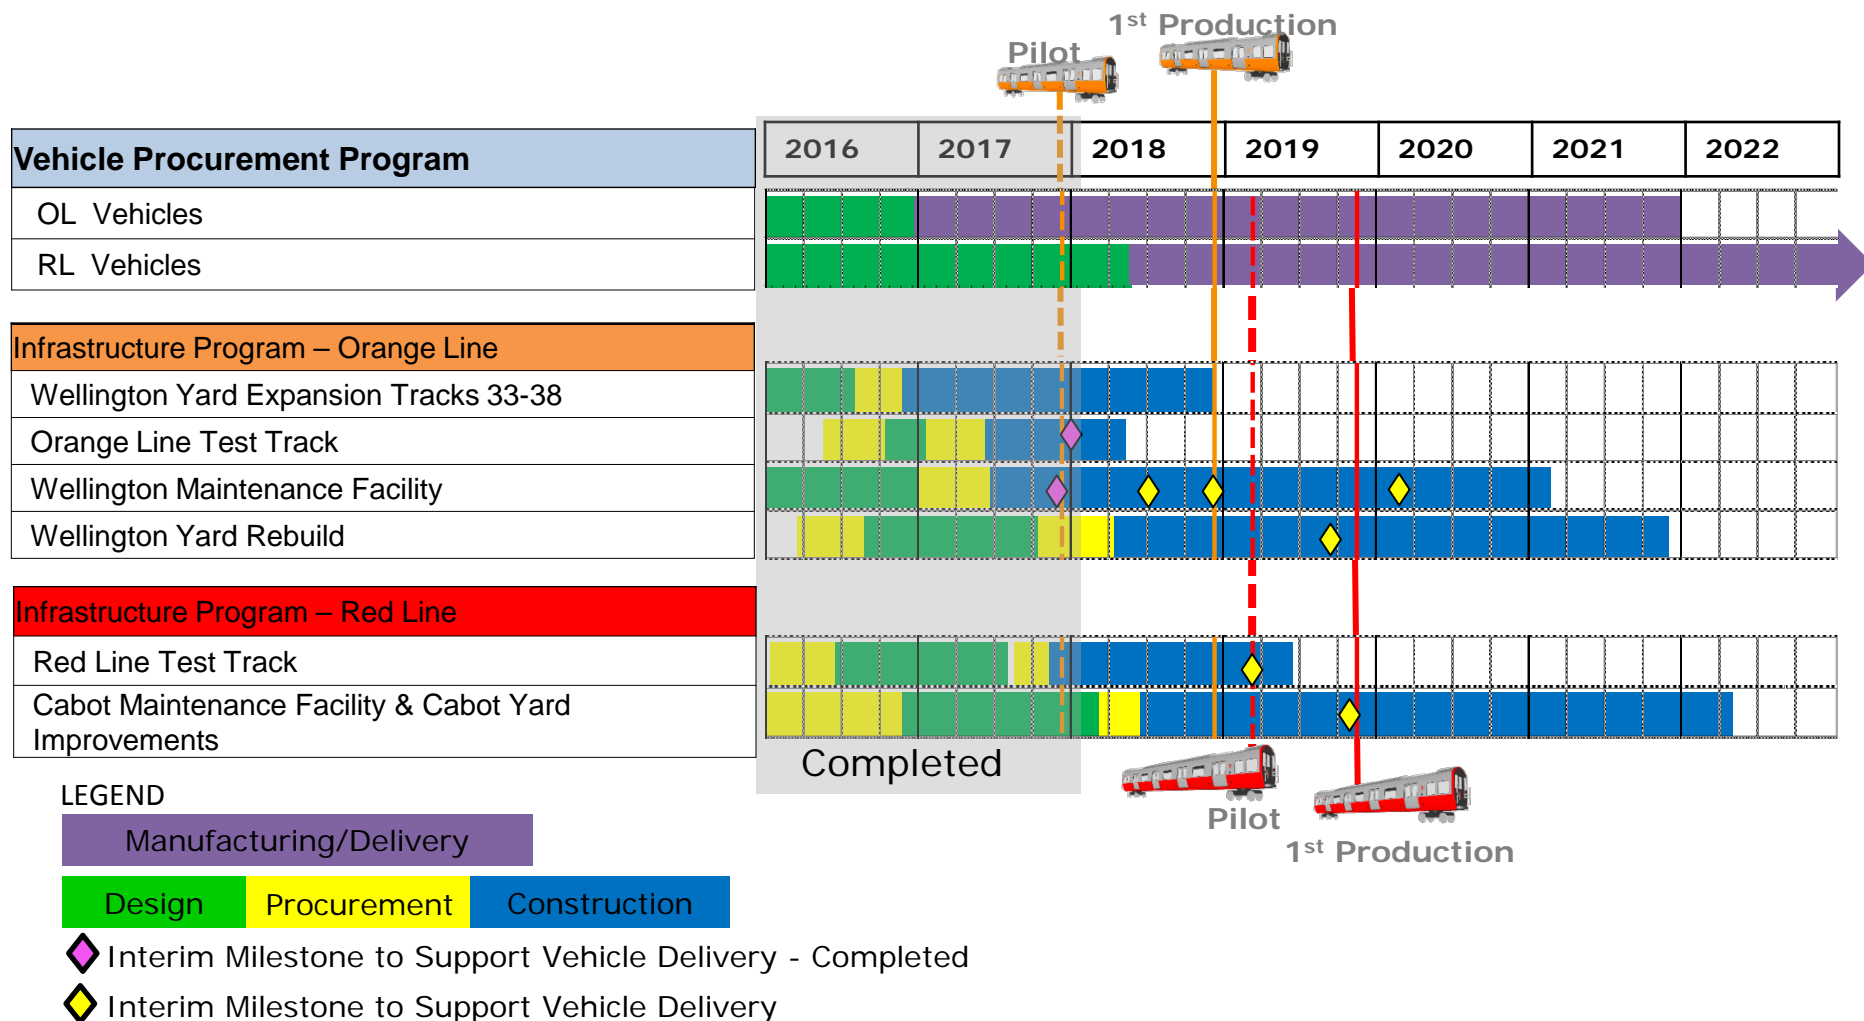 1st Production
Pilot
Vehicle Procurement Program
2016 2017 2018 2019 2020 2021 2022
OL Vehicles
RL Vehicles
Infrastructure Program – Orange Line
Wellington Yard Expansion Tracks 33-38
Orange Line Test Track
Wellington Maintenance Facility
Wellington Yard Rebuild
Infrastructure Program – Red Line
Red Line Test Track
Cabot Maintenance Facility & Cabot Yard
Improvements
Completed
Pilot
1st Production
LEGEND
Manufacturing/Delivery
Design Procurement Construction
Interim Milestone to Support Vehicle Delivery - Completed
Interim Milestone to Support Vehicle Delivery